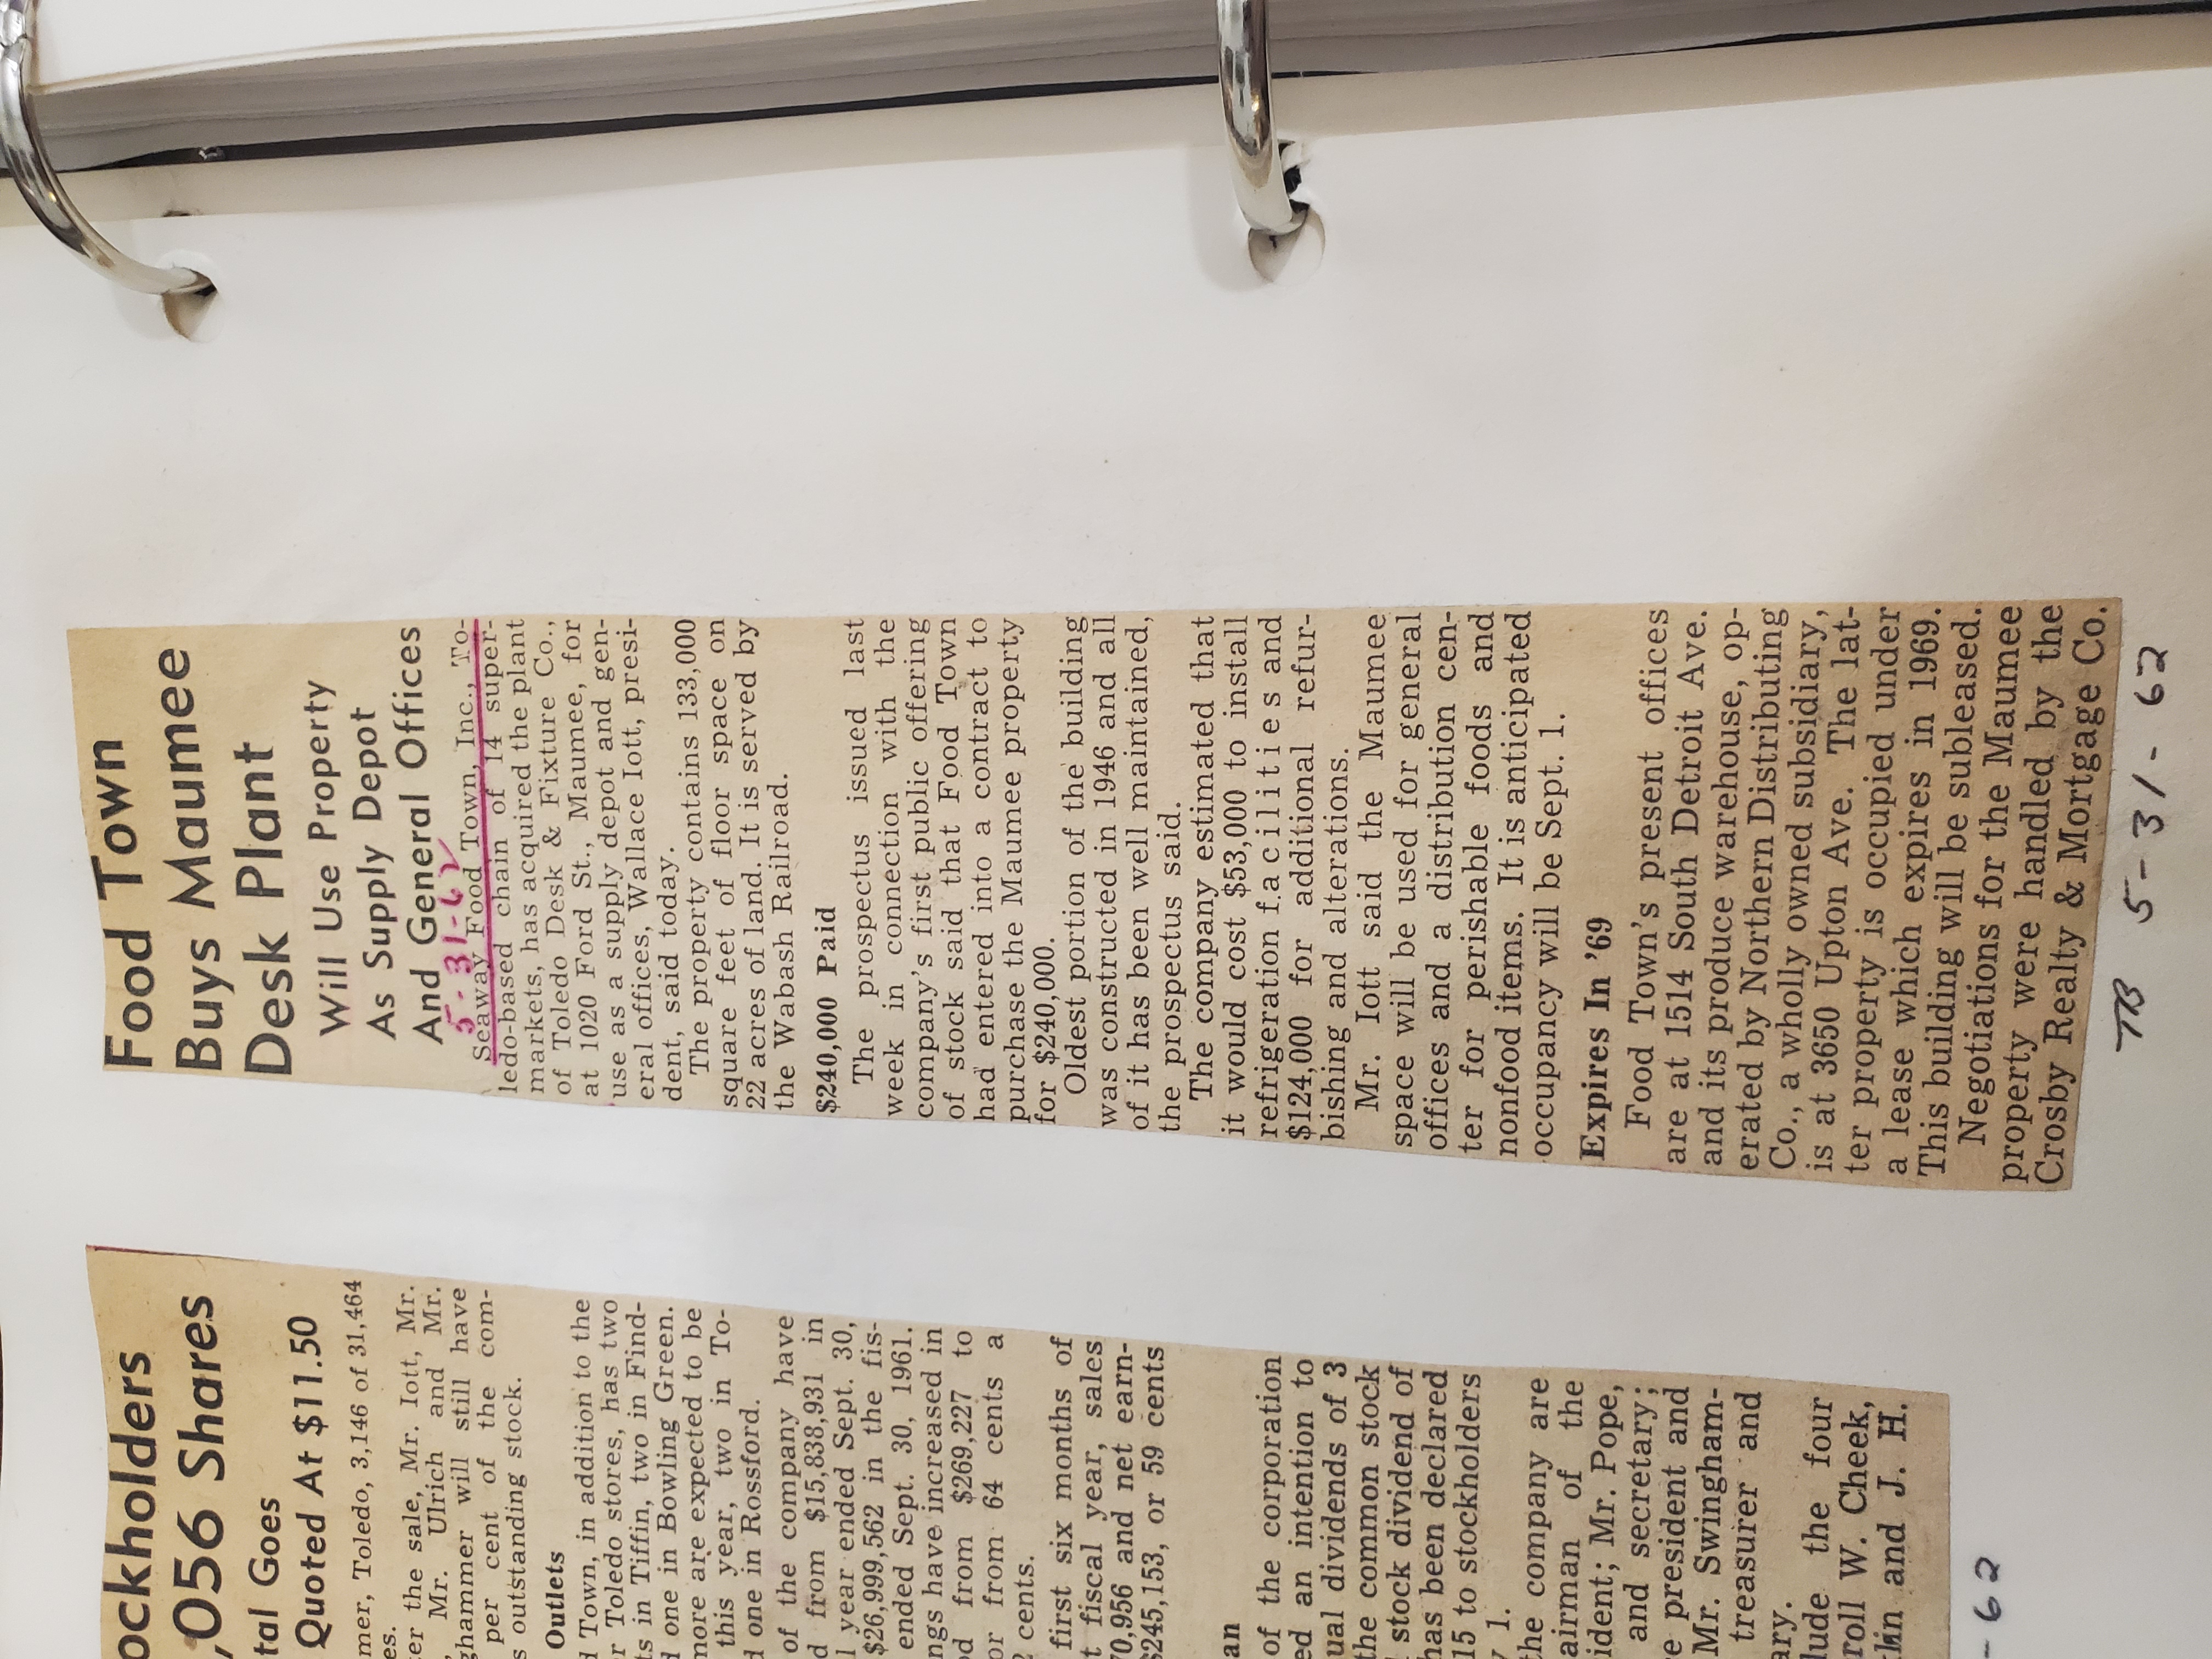 ockholders
,056 Shares
tal Goes
Quoted At $11.50
mer, Toledo, 3,146 of 31,464
es.
ter the sale, Mr. Iott, Mr.
Mr. Ulrich and Mr.
ghammer will still have
per cent of the com-
s outstanding stock.
Outlets
d Town, in addition to the
r Toledo stores, has two
ts in Tiffin, two in Find-
d one in Bowling Green.
more are expected to be
this year, two in To-
d one in Rossford.
of the company have
d from $15,838,931 in
l year ended Sept. 30,
$26,999,562 in the fis-
ended Sept. 30, 1961.
ngs have increased in
od from $269,227 to
or from 64 cents a
2 cents.
first six months of
t fiscal year, sales
70,956 and net earn-
$245,153, or 59 cents
an
of the corporation
ed an intention to
ual dividends of 3
the common stock
stock dividend of
has been declared
15 to stockholders
y 1.
the company are
airman of the
ident; Mr. Pope,
and secretary;
e president and
Mr. Swingham-
treasurer and
ary.
lude the four
roll W. Cheek,
lin and J. H.
-62
Food Town
Buys Maumee
Desk Plant
Will Use Property
As Supply Depot
And General Offices
5-31-62
Seaway Food Town, Inc., To-
ledo-based chain of 14 super-
markets, has acquired the plant
of Toledo Desk & Fixture Co.,
at 1020 Ford St., Maumee, for
use as a supply depot and gen-
eral offices, Wallace Iott, presi-
dent, said today.
The property contains 133,000
square feet of floor space on
22 acres of land. It is served by
the Wabash Railroad.
$240,000 Paid
The prospectus issued last
week in connection with the
company's first public offering
of stock said that Food Town
had entered into a contract to
purchase the Maumee property
for $240,000.
Oldest portion of the building
was constructed in 1946 and all
of it has been well maintained,
the prospectus said.
The company estimated that
it would cost $53,000 to install
refrigeration facilities and
$124,000 for additional refur-
bishing and alterations.
Mr. Iott said the Maumee
space will be used for general
offices and a distribution cen-
ter for perishable foods and
nonfood items. It is anticipated
occupancy will be Sept. 1.
Expires In '69
Food Town's present offices
are at 1514 South Detroit Ave.
and its produce warehouse, op-
erated by Northern Distributing
Co., a wholly owned subsidiary,
is at 3650 Upton Ave. The lat-
ter property is occupied under
a lease which expires in 1969.
This building will be subleased.
Negotiations for the Maumee
property were handled by the
Crosby Realty & Mortgage Co.
TB 5-31-62